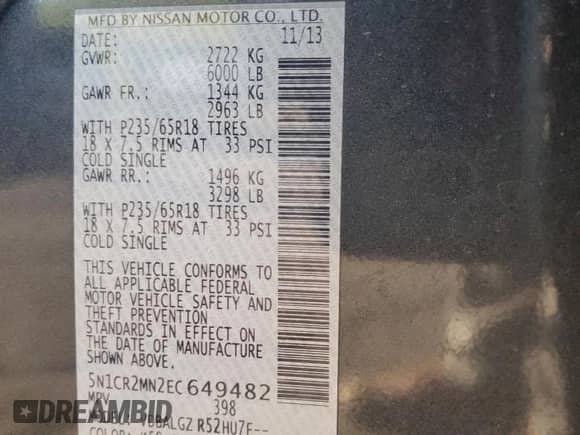 MFD BY NISSAN MOTOR CO., LTD.
DATE: 11/13
GVWR: 2722 KG
6000 LB
GAWR FR.: 1344 KG
2963 LB
WITH P235/65R18 TIRES
18 X 7.5 RIMS AT 33 PSI
COLD SINGLE
GAWR RR.: 1496 KG
3298 LB
WITH P235/65R18 TIRES
18 X 7.5 RIMS AT 33 PSI
COLD SINGLE
THIS VEHICLE CONFORMS TO
ALL APPLICABLE FEDERAL
MOTOR VEHICLE SAFETY AND
THEFT PREVENTION
STANDARDS IN EFFECT ON
THE DATE OF MANUFACTURE
SHOWN ABOVE.
5N1CR2MN2EC649482
MPV 398
R52HU7F--
COLOR:
DREAMBID